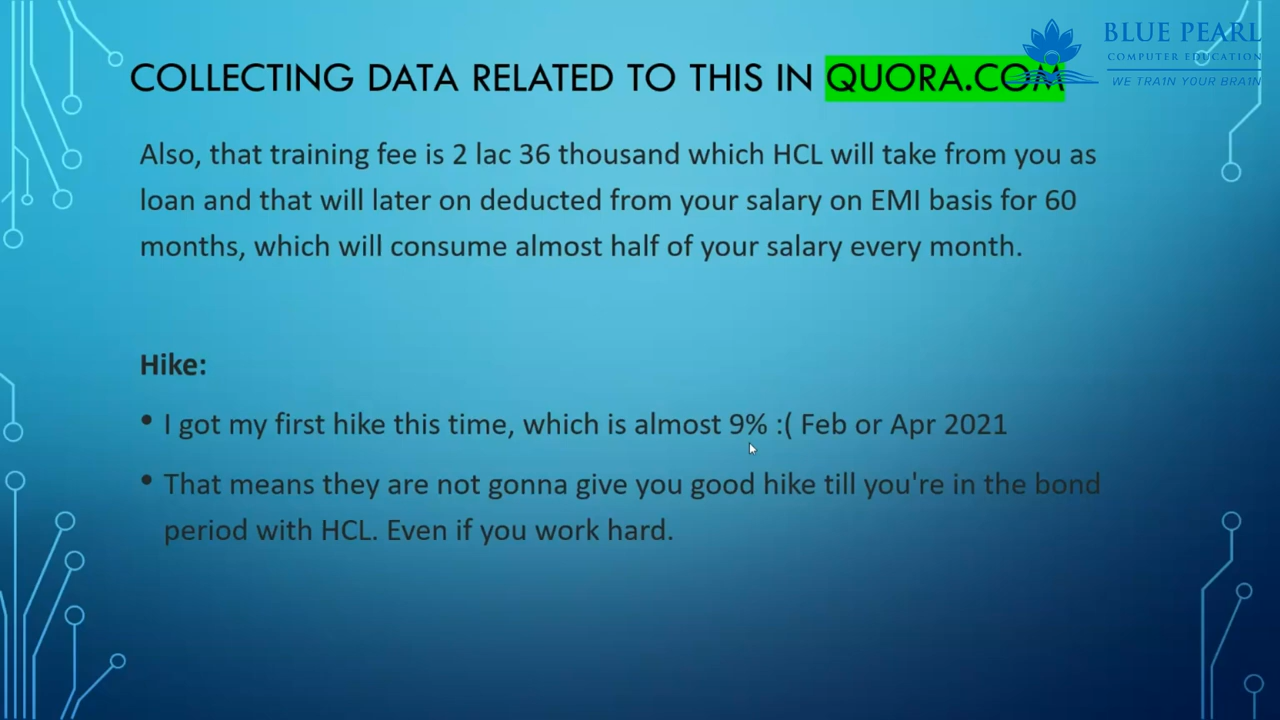 BLUE PEARL
COMPUTER EDUCATION
WE TRAIN YOUR BRAIN
COLLECTING DATA RELATED TO THIS IN QUORA.COM
Also, that training fee is 2 lac 36 thousand which HCL will take from you as
loan and that will later on deducted from your salary on EMI basis for 60
months, which will consume almost half of your salary every month.
Hike:
• I got my first hike this time, which is almost 9% :( Feb or Apr 2021
• That means they are not gonna give you good hike till you're in the bond
period with HCL. Even if you work hard.